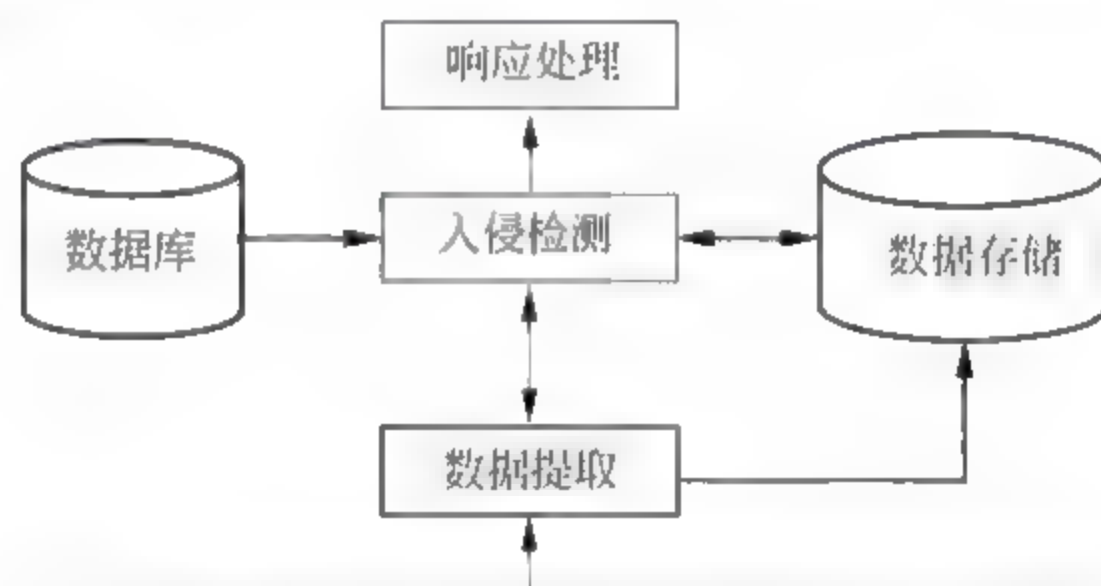 响应处理
数据库
入侵检测
数据存储
数据提取